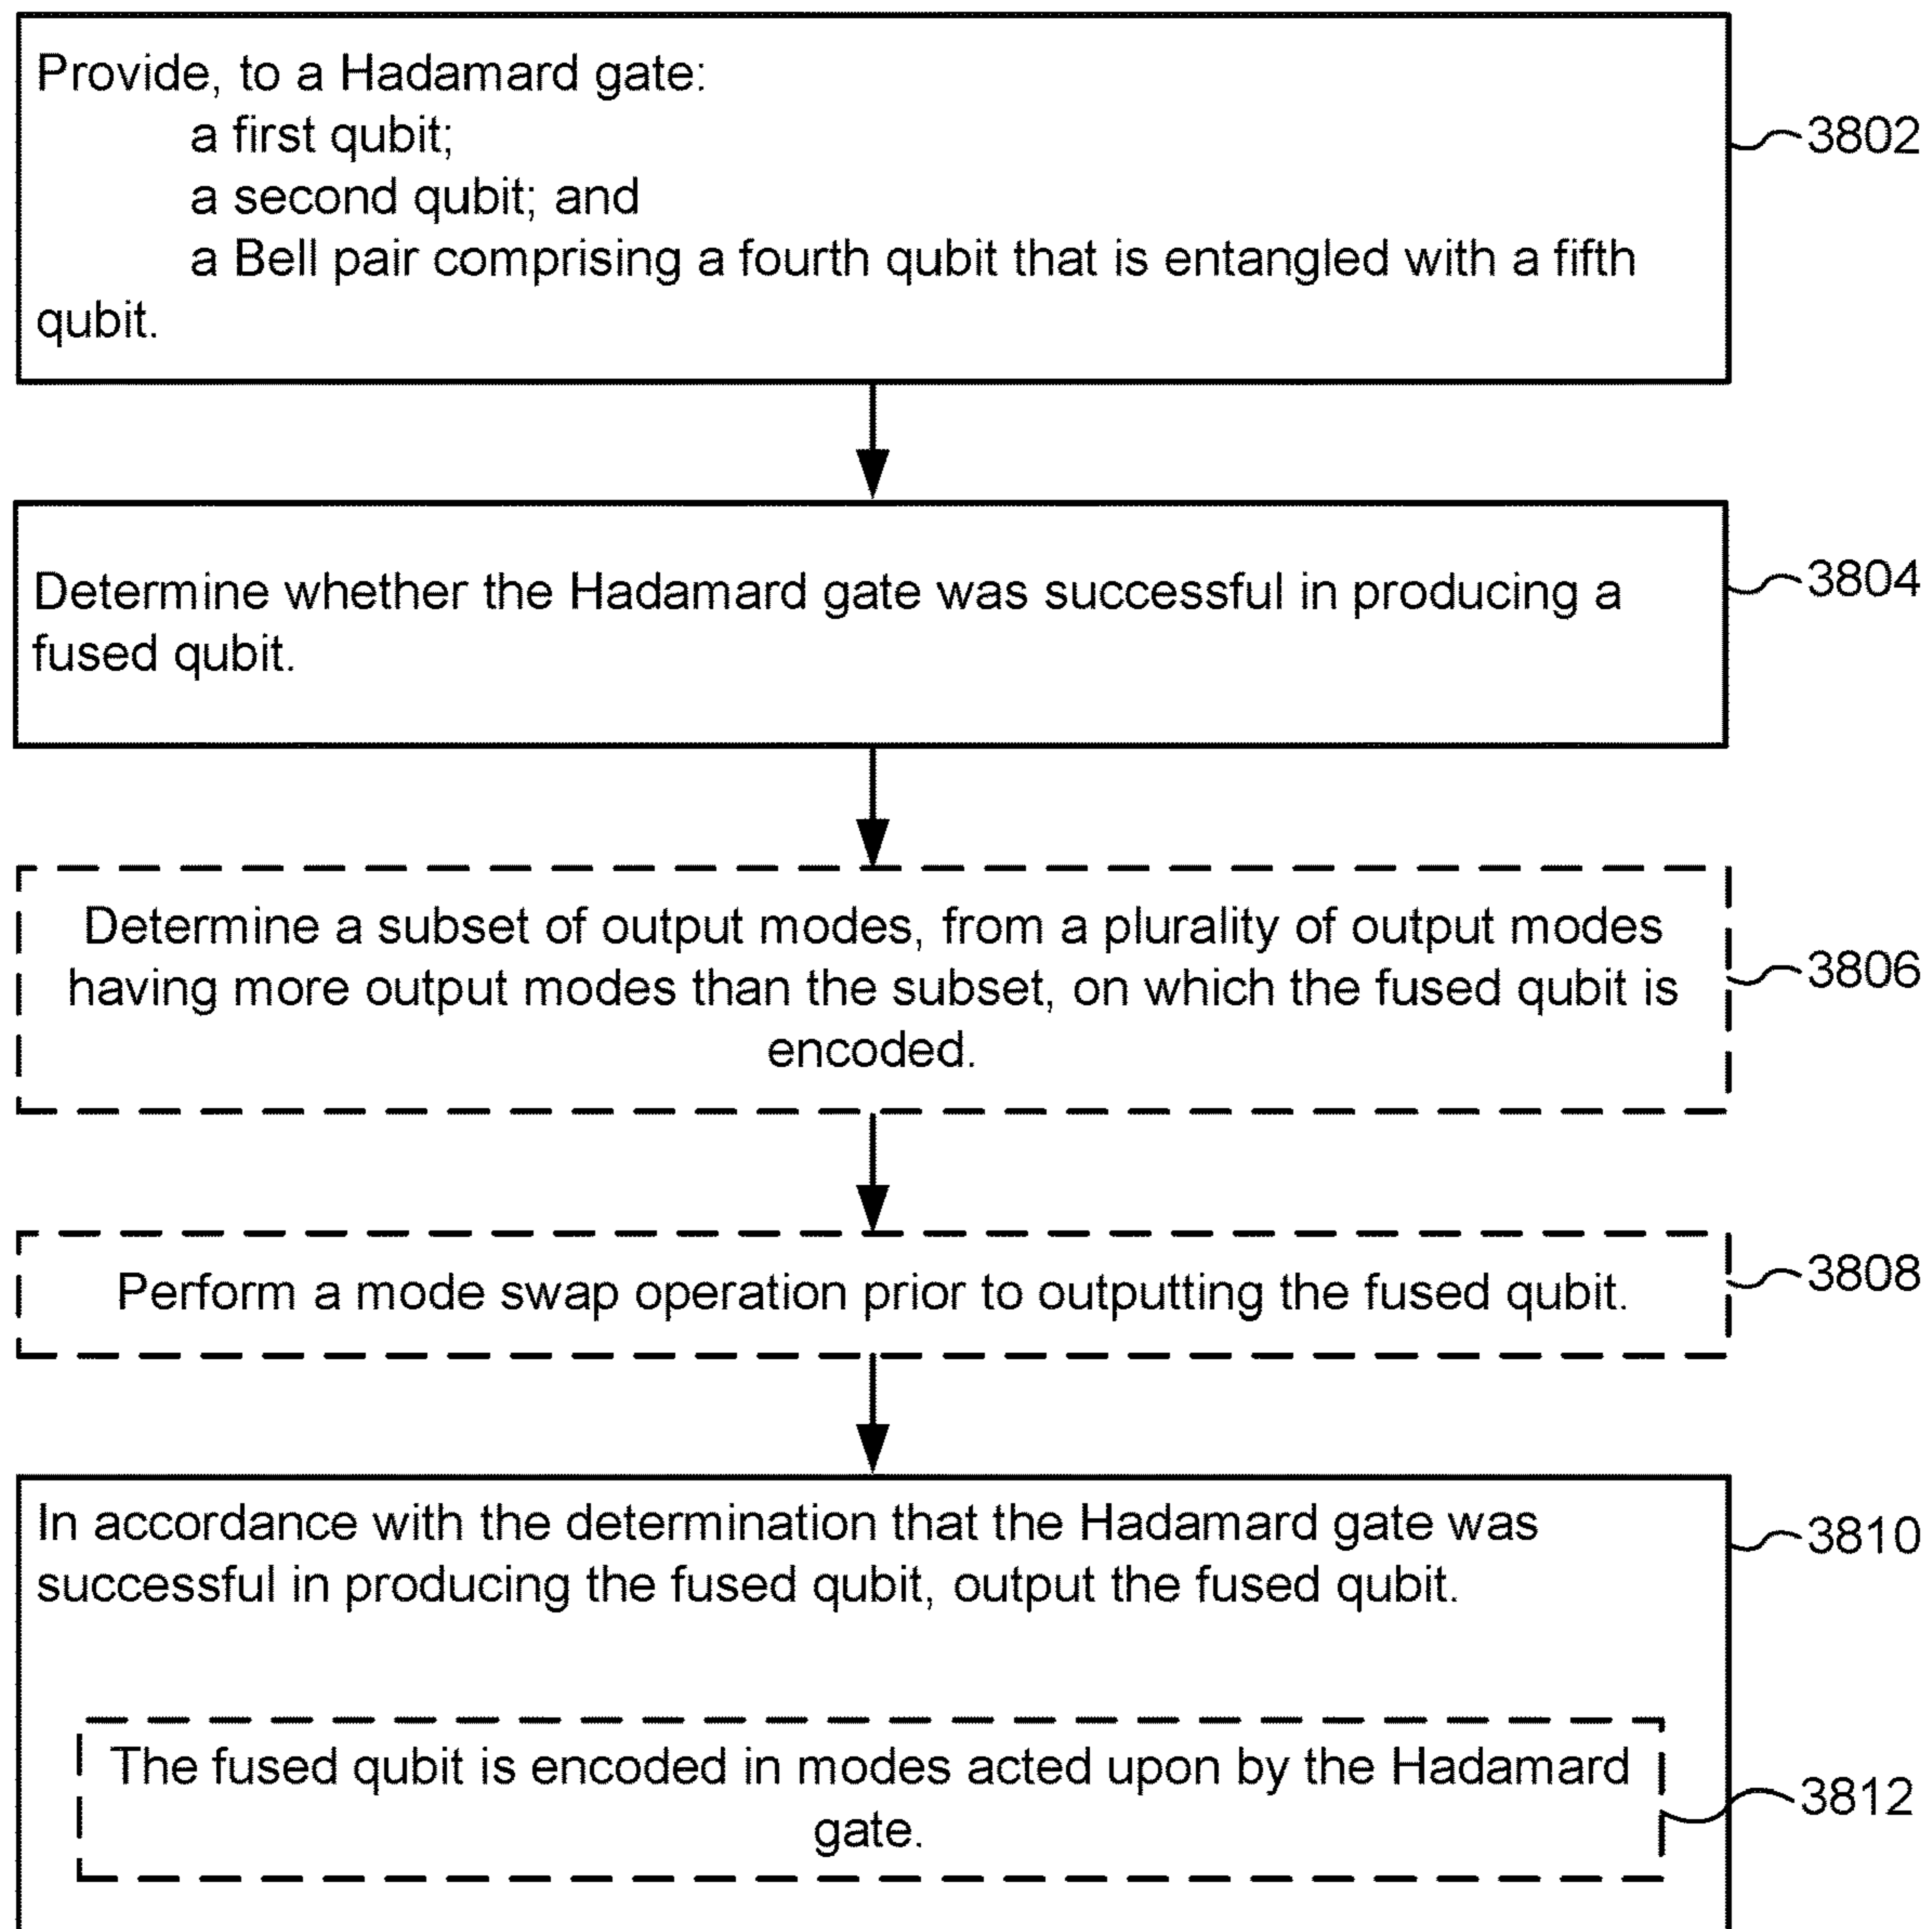 Provide, to a Hadamard gate:
a first qubit;
a second qubit; and
a Bell pair comprising a fourth qubit that is entangled with a fifth
qubit.
3802
Determine whether the Hadamard gate was successful in producing a
fused qubit.
3804
Determine a subset of output modes, from a plurality of output modes
having more output modes than the subset, on which the fused qubit is
encoded.
3806
Perform a mode swap operation prior to outputting the fused qubit.
3808
In accordance with the determination that the Hadamard gate was
successful in producing the fused qubit, output the fused qubit.
3810
The fused qubit is encoded in modes acted upon by the Hadamard
gate.
3812